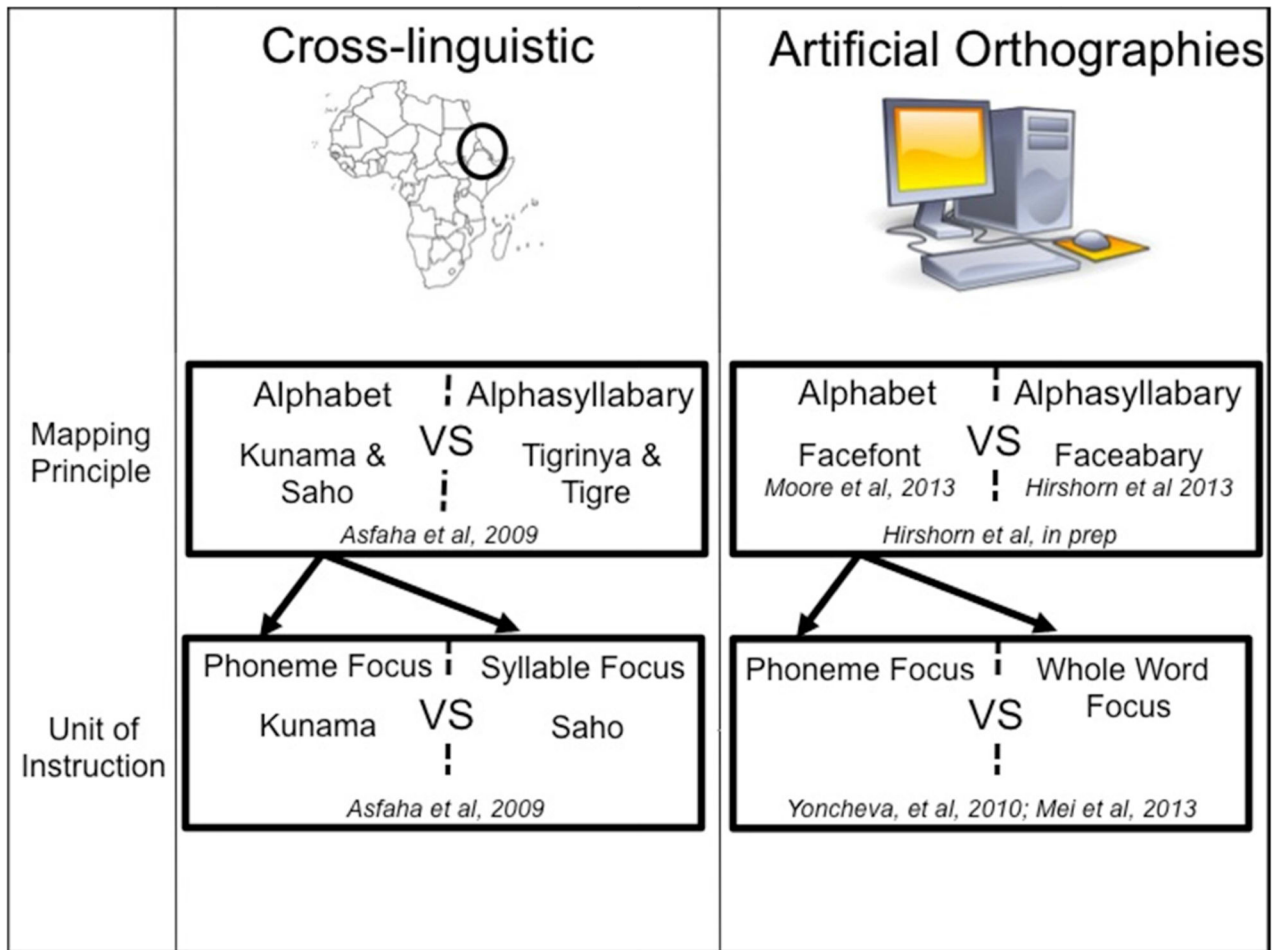 Cross-linguistic
Artificial Orthographies
Mapping
Principle
Alphabet
Alphasyllabary
VS
Kunama &
Saho
Tigrinya &
Tigre
Asfaha et al, 2009
Alphabet
Alphasyllabary
VS
Facefont
Moore et al, 2013
Faceabary
Hirshorn et al 2013
Hirshorn et al, in prep
Unit of
Instruction
Phoneme Focus
Syllable Focus
VS
Kunama
Saho
Asfaha et al, 2009
Phoneme Focus
Whole Word
Focus
VS
Yoncheva, et al, 2010; Mei et al, 2013